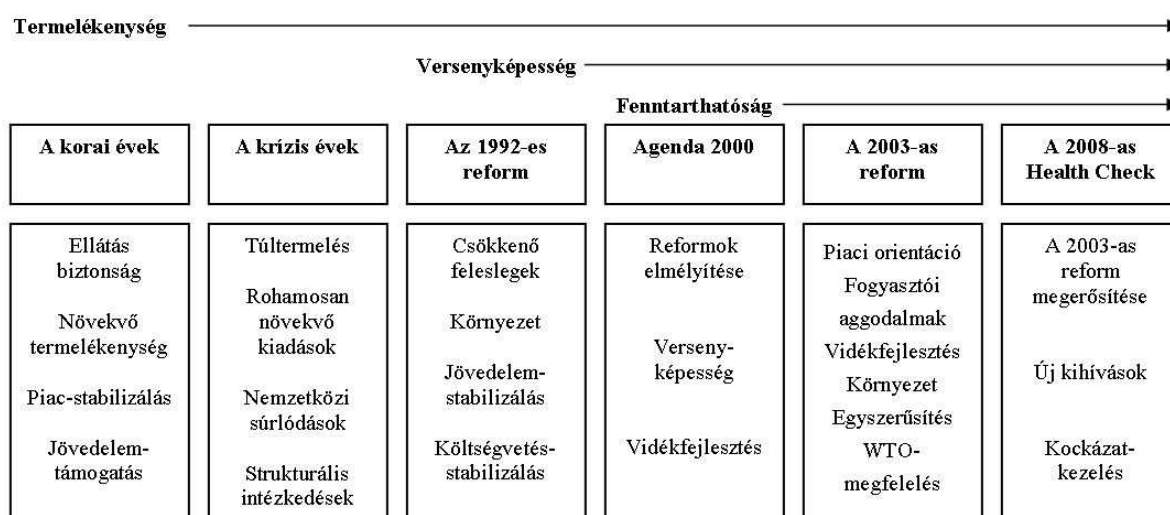 Termelékenység
Versenyképesség
Fenntarthatóság
A korai évek
A krízis évek
Az 1992-es
reform
Agenda 2000
A 2003-as
reform
A 2008-as
Health Check
Ellátás
biztonság
Növekvő
termelékenység
Piac-stabilizálás
Jövedelem-
támogatás
Túltermelés
Rohamosan
növekvő
kiadások
Nemzetközi
súrlódások
Strukturális
intézkedések
Csökkenő
feleslegek
Környezet
Jövedelem-
stabilizálás
Költségvetés-
stabilizálás
Reformok
elmélyítése
Verseny-
képesség
Vidékfejlesztés
Piaci orientáció
Fogyasztói
aggodalmak
Vidékfejlesztés
Környezet
Egyszerűsítés
WTO-
megfelelés
A 2003-as
reform
megerősítése
Új kihívások
Kockázat-
kezelés